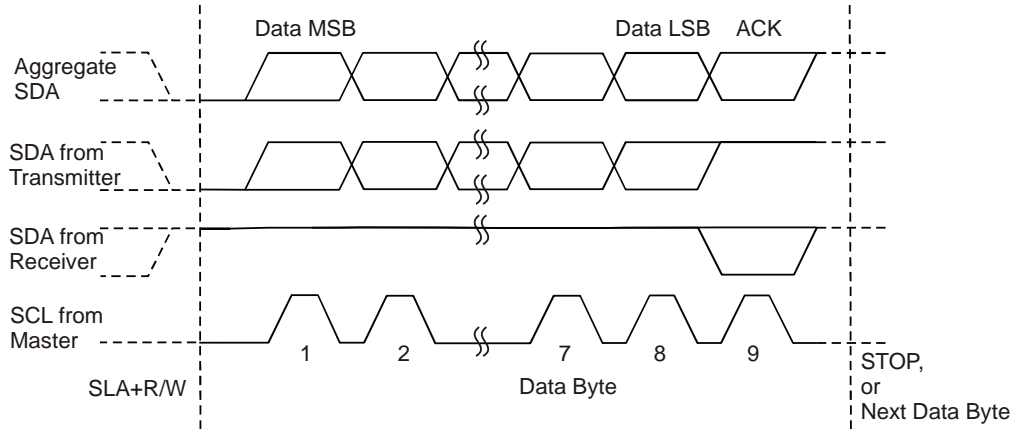 Data MSB
Data LSB
ACK
Aggregate
SDA
SDA from
Transmitter
SDA from
Receiver
SCL from
Master
1
2
7
8
9
SLA+R/W
Data Byte
STOP,
or
Next Data Byte